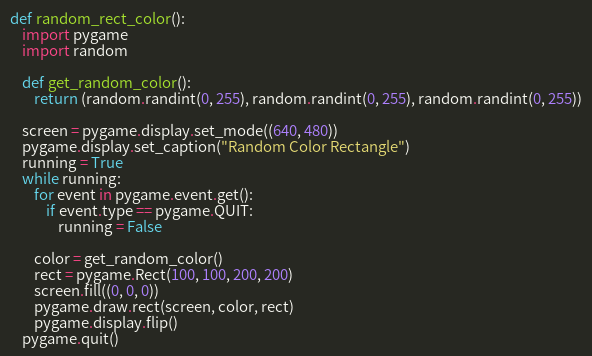 def random_rect_color():
    import pygame
    import random

    def get_random_color():
        return (random.randint(0, 255), random.randint(0, 255), random.randint(0, 255))

    screen = pygame.display.set_mode((640, 480))
    pygame.display.set_caption("Random Color Rectangle")
    running = True
    while running:
        for event in pygame.event.get():
            if event.type == pygame.QUIT:
                running = False

        color = get_random_color()
        rect = pygame.Rect(100, 100, 200, 200)
        screen.fill((0, 0, 0))
        pygame.draw.rect(screen, color, rect)
        pygame.display.flip()
    pygame.quit()